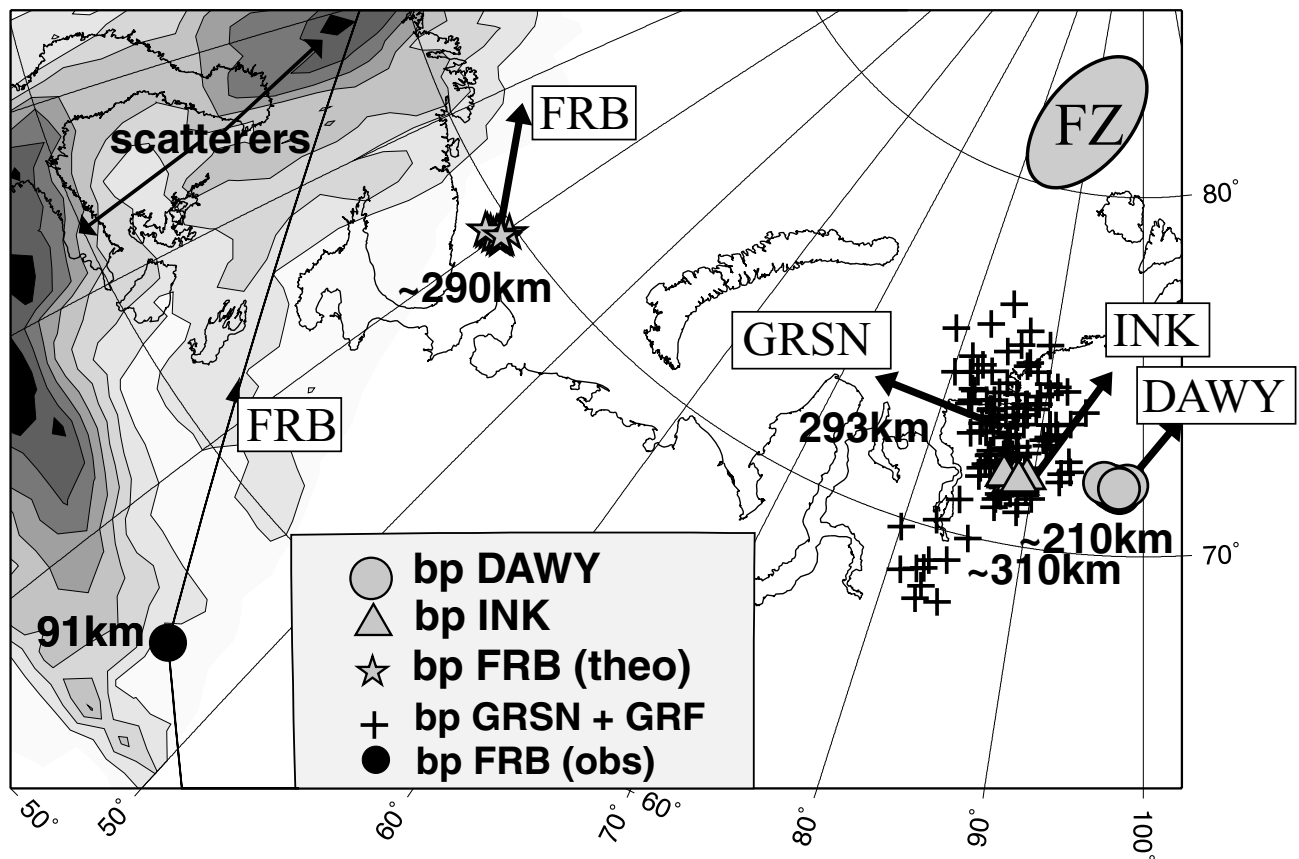 FRB
FZ
scatterers
80°
~290km
GRSN
INK
DAWY
FRB
293km
~210km
70°
~310km
91km
bp DAWY
bp INK
bp FRB (theo)
bp GRSN + GRF
bp FRB (obs)
50°
50°
60°
70°
60°
80°
90°
100°